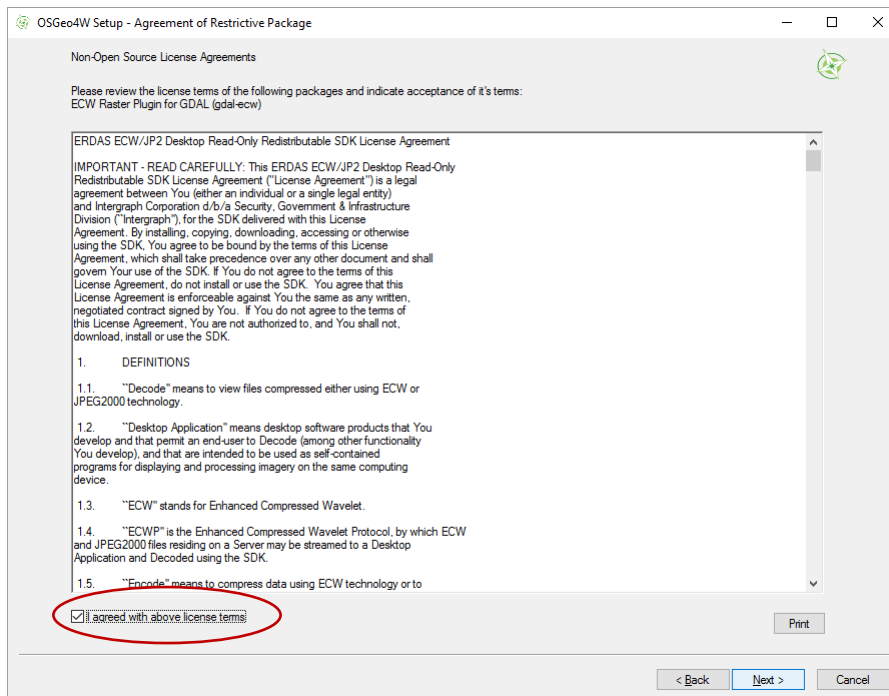 OSGeo4W Setup - Agreement of Restrictive Package
Non-Open Source License Agreements
Please review the license terms of the following packages and indicate acceptance of it's terms:
ECW Raster Plugin for GDAL (gdal-ecw)
ERDAS ECW/JP2 Desktop Read-Only Redistributable SDK License Agreement
IMPORTANT - READ CAREFULLY: This ERDAS ECW/JP2 Desktop Read-Only
Redistributable SDK License Agreement ("License Agreement") is a legal
agreement between You (either an individual or a single legal entity)
and Intergraph Corporation d/b/a Security, Government & Infrastructure
Division (``Intergraph"), for the SDK delivered with this License
Agreement. By installing, copying, downloading, accessing or otherwise
using the SDK, You agree to be bound by the terms of this License
Agreement, which shall take precedence over any other document and shall
govern Your use of the SDK. If You do not agree to the terms of this
License Agreement, do not install or use the SDK.  You agree that this
License Agreement is enforceable against You the same as any written,
negotiated contract signed by You.  If You do not agree to the terms of
this License Agreement, You are not authorized to, and You shall not,
download, install or use the SDK.
1. DEFINITIONS
1.1. ``Decode" means to view files compressed either using ECW or
JPEG2000 technology.
1.2. ``Desktop Application" means desktop software products that You
develop and that permit an end-user to Decode (among other functionality
You develop), and that are intended to be used as self-contained
programs for displaying and processing imagery on the same computing
device.
1.3. ``ECW" stands for Enhanced Compressed Wavelet.
1.4. ``ECWP" is the Enhanced Compressed Wavelet Protocol, by which ECW
and JPEG2000 files residing on a Server may be streamed to a Desktop
Application and Decoded using the SDK.
1.5. ``Encode" means to compress data using ECW technology or to
I agreed with above license terms
Print
< Back
Next >
Cancel